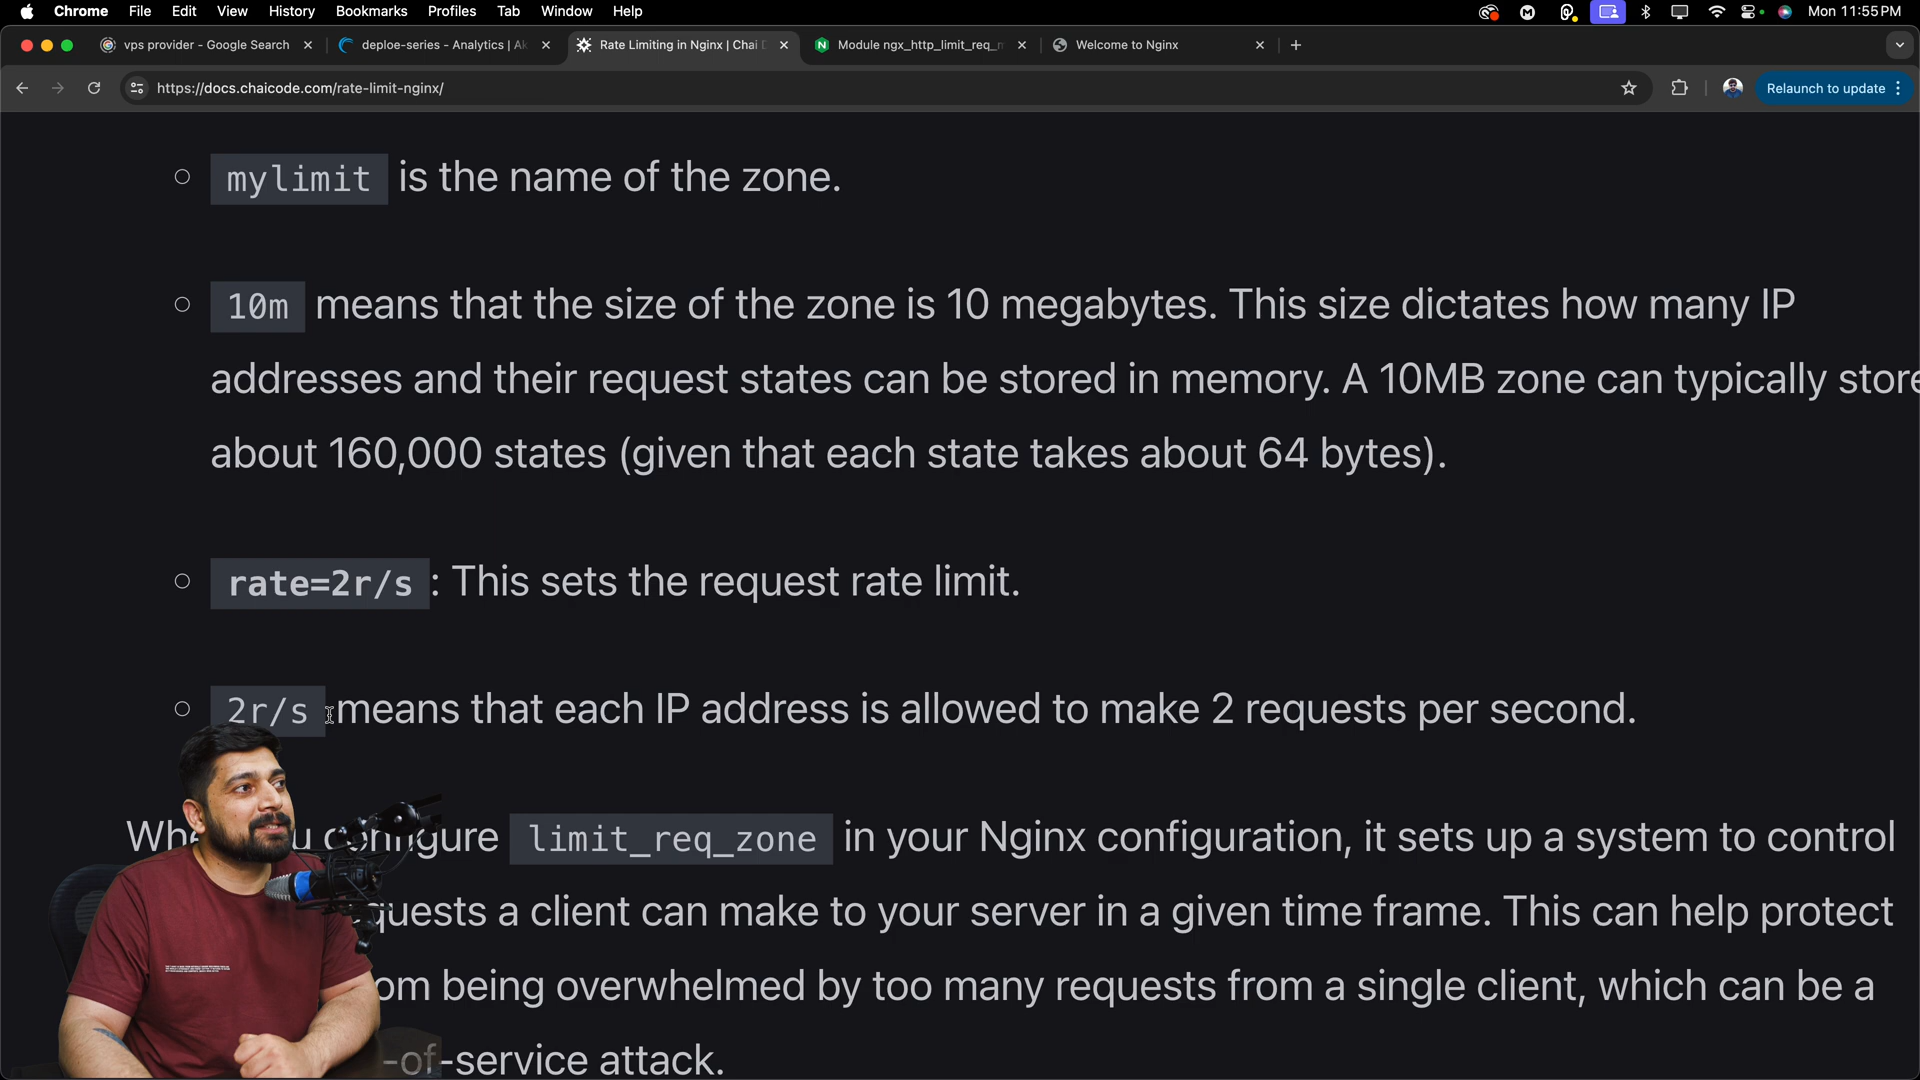 Chrome File Edit View History Bookmarks Profiles Tab Window Help Mon 11:55 PM
vps provider - Google Search deploe-series - Analytics | Ak Rate Limiting in Nginx | Chai D Module ngx_http_limit_req_m Welcome to Nginx
https://docs.chaicode.com/rate-limit-nginx/ Relaunch to update
mylimit is the name of the zone.
10m means that the size of the zone is 10 megabytes. This size dictates how many IP
addresses and their request states can be stored in memory. A 10MB zone can typically store
about 160,000 states (given that each state takes about 64 bytes).
rate=2r/s : This sets the request rate limit.
2r/s means that each IP address is allowed to make 2 requests per second.
Whe u configure limit_req_zone in your Nginx configuration, it sets up a system to control
quests a client can make to your server in a given time frame. This can help protect
om being overwhelmed by too many requests from a single client, which can be a
-of-service attack.